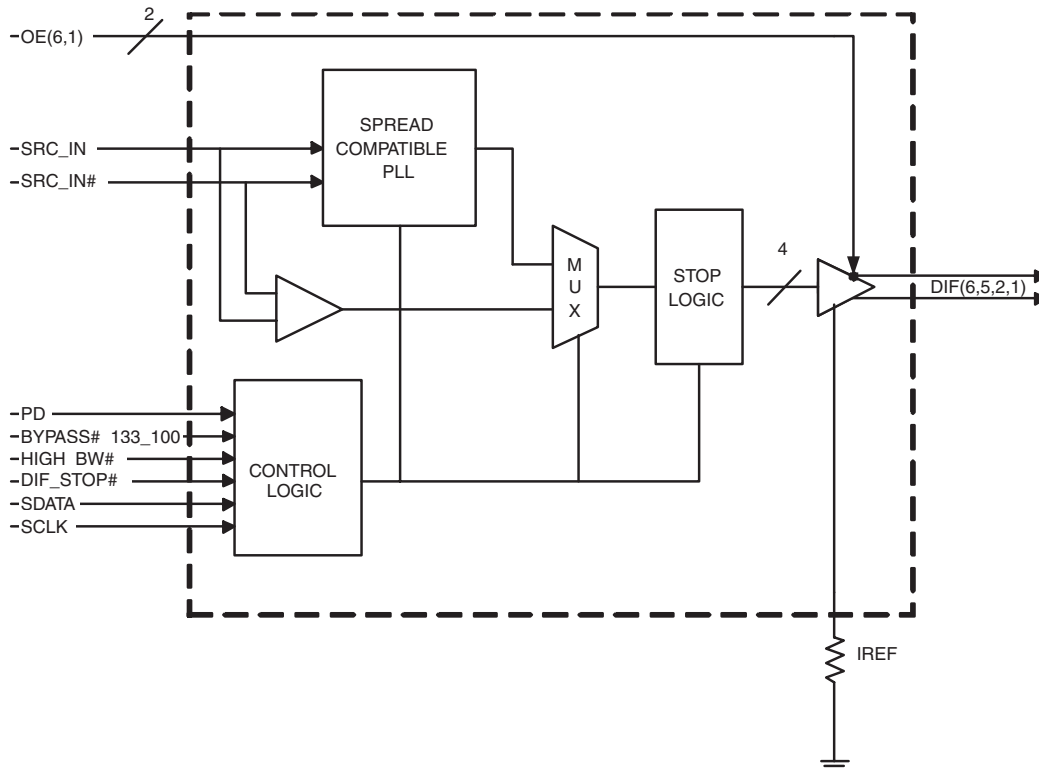 2
OE(6,1)
SPREAD
COMPATIBLE
PLL
SRC_IN
SRC_IN#
M
U
X
STOP
LOGIC
4
DIF(6,5,2,1)
PD
BYPASS# 133_100
HIGH BW#
DIF_STOP#
SDATA
SCLK
CONTROL
LOGIC
IREF